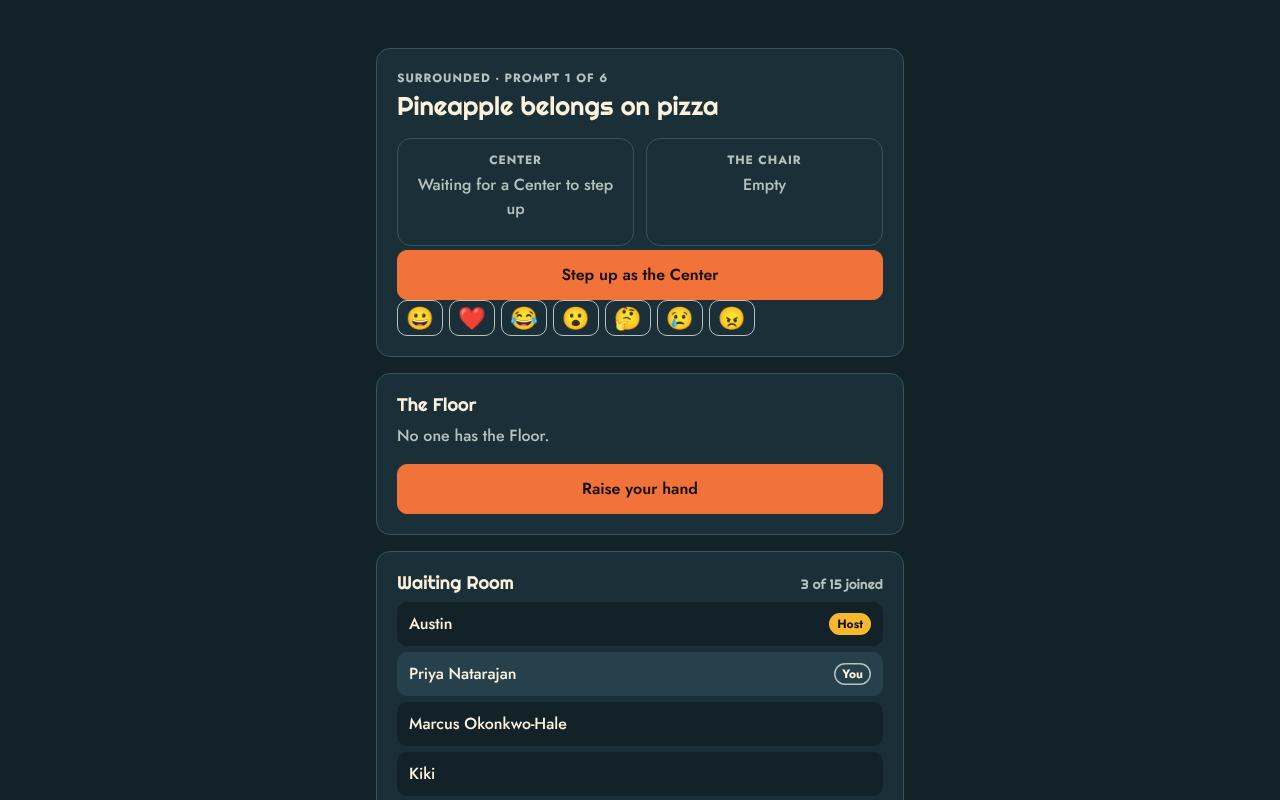 SURROUNDED · PROMPT 1 OF 6
Pineapple belongs on pizza
CENTER
Waiting for a Center to step
up
THE CHAIR
Empty
Step up as the Center
The Floor
No one has the Floor.
Raise your hand
Waiting Room
3 of 15 joined
Austin
Host
Priya Natarajan
You
Marcus Okonkwo-Hale
Kiki